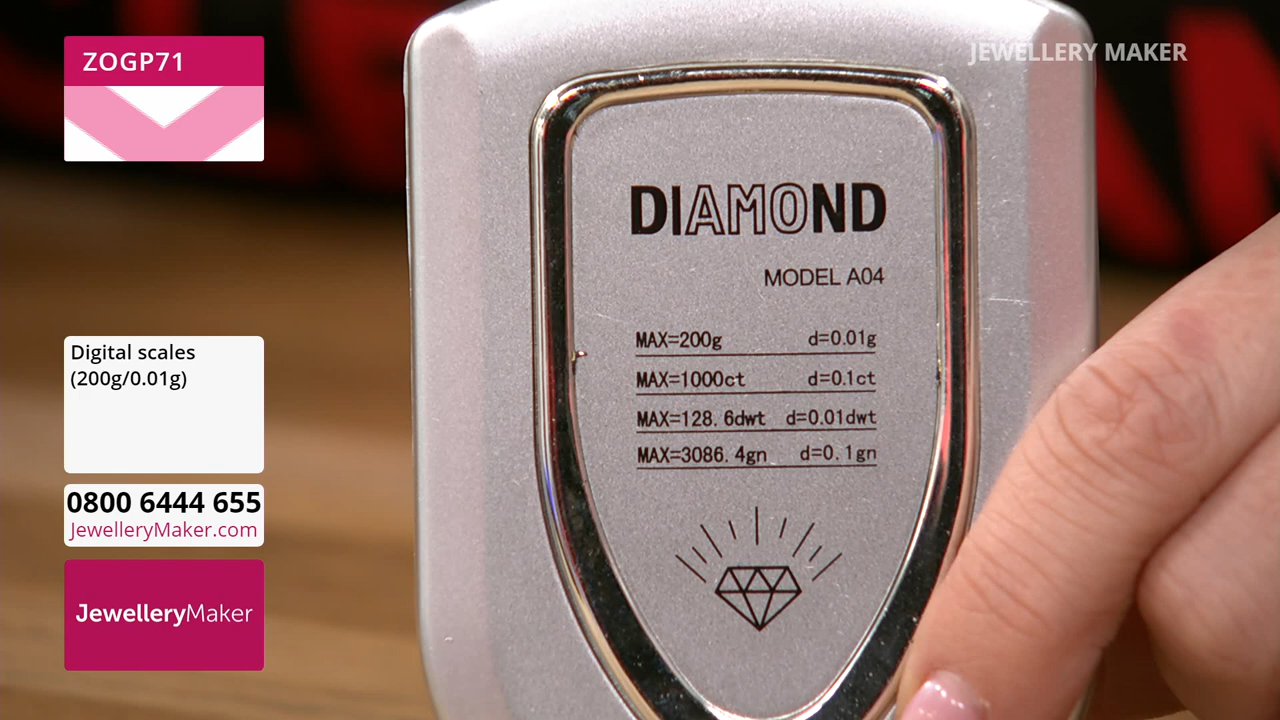 ZOGP71
Digital scales
(200g/0.01g)
0800 6444 655
JewelleryMaker.com
JewelleryMaker
JEWELLERY MAKER
DIAMOND
MODEL A04
MAX=200g d=0.01g
MAX=1000ct d=0.1ct
MAX=128.6dwt d=0.01dwt
MAX=3086.4gn d=0.1gn